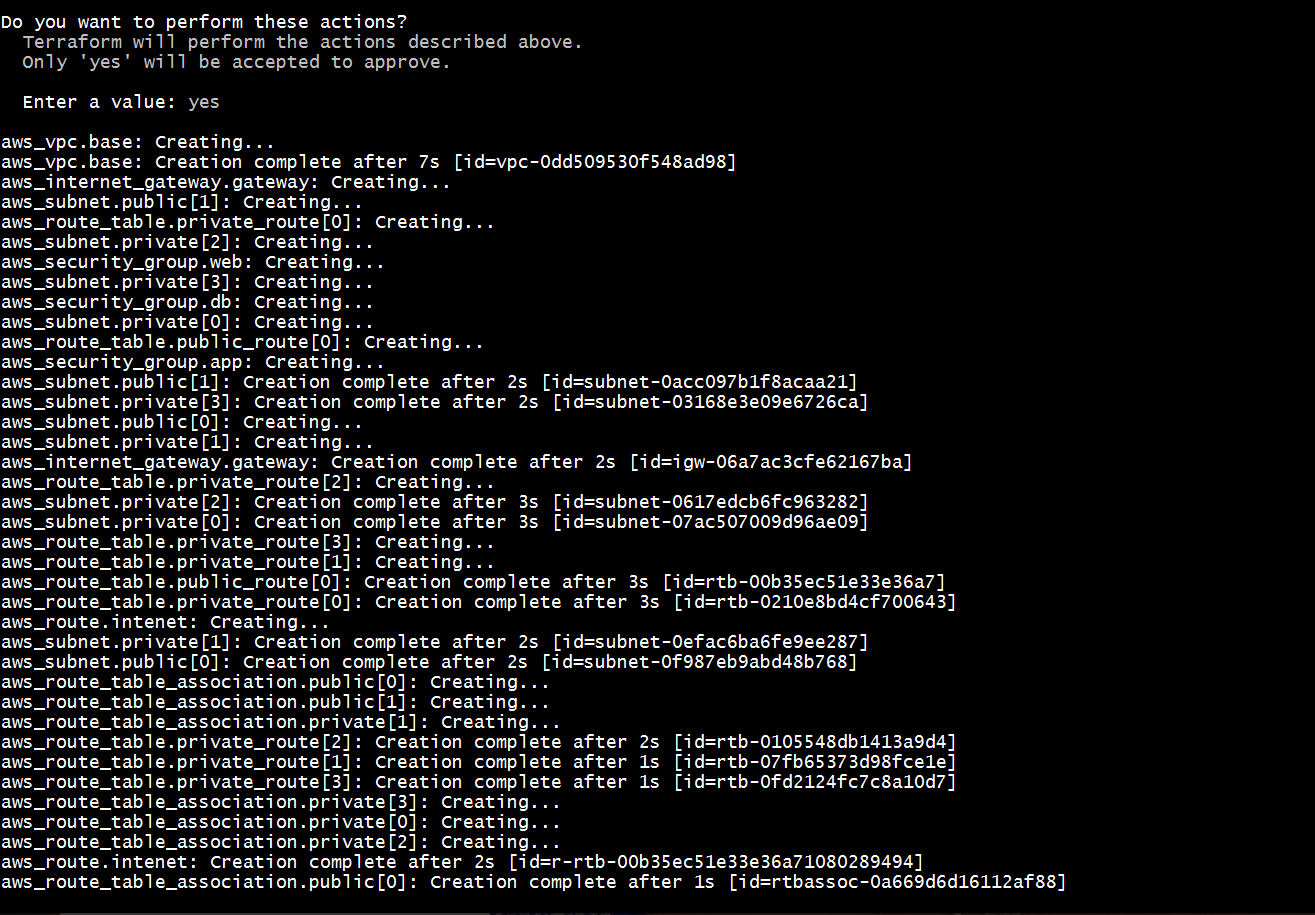 Do you want to perform these actions?
  Terraform will perform the actions described above.
  Only 'yes' will be accepted to approve.

  Enter a value: yes

aws_vpc.base: Creating...
aws_vpc.base: Creation complete after 7s [id=vpc-0dd509530f548ad98]
aws_internet_gateway.gateway: Creating...
aws_subnet.public[1]: Creating...
aws_route_table.private_route[0]: Creating...
aws_subnet.private[2]: Creating...
aws_security_group.web: Creating...
aws_subnet.private[3]: Creating...
aws_security_group.db: Creating...
aws_subnet.private[0]: Creating...
aws_route_table.public_route[0]: Creating...
aws_security_group.app: Creating...
aws_subnet.public[1]: Creation complete after 2s [id=subnet-0acc097b1f8acaa21]
aws_subnet.private[3]: Creation complete after 2s [id=subnet-03168e3e09e6726ca]
aws_subnet.public[0]: Creating...
aws_subnet.private[1]: Creating...
aws_internet_gateway.gateway: Creation complete after 2s [id=igw-06a7ac3cfe62167ba]
aws_route_table.private_route[2]: Creating...
aws_subnet.private[2]: Creation complete after 3s [id=subnet-0617edcb6fc963282]
aws_subnet.private[0]: Creation complete after 3s [id=subnet-07ac507009d96ae09]
aws_route_table.private_route[3]: Creating...
aws_route_table.private_route[1]: Creating...
aws_route_table.public_route[0]: Creation complete after 3s [id=rtb-00b35ec51e33e36a7]
aws_route_table.private_route[0]: Creation complete after 3s [id=rtb-0210e8bd4cf700643]
aws_route.intenet: Creating...
aws_subnet.private[1]: Creation complete after 2s [id=subnet-0efac6ba6fe9ee287]
aws_subnet.public[0]: Creation complete after 2s [id=subnet-0f987eb9abd48b768]
aws_route_table_association.public[0]: Creating...
aws_route_table_association.public[1]: Creating...
aws_route_table_association.private[1]: Creating...
aws_route_table.private_route[2]: Creation complete after 2s [id=rtb-0105548db1413a9d4]
aws_route_table.private_route[1]: Creation complete after 1s [id=rtb-07fb65373d98fce1e]
aws_route_table.private_route[3]: Creation complete after 1s [id=rtb-0fd2124fc7c8a10d7]
aws_route_table_association.private[3]: Creating...
aws_route_table_association.private[0]: Creating...
aws_route_table_association.private[2]: Creating...
aws_route.intenet: Creation complete after 2s [id=r-rtb-00b35ec51e33e36a71080289494]
aws_route_table_association.public[0]: Creation complete after 1s [id=rtbassoc-0a669d6d16112af88]